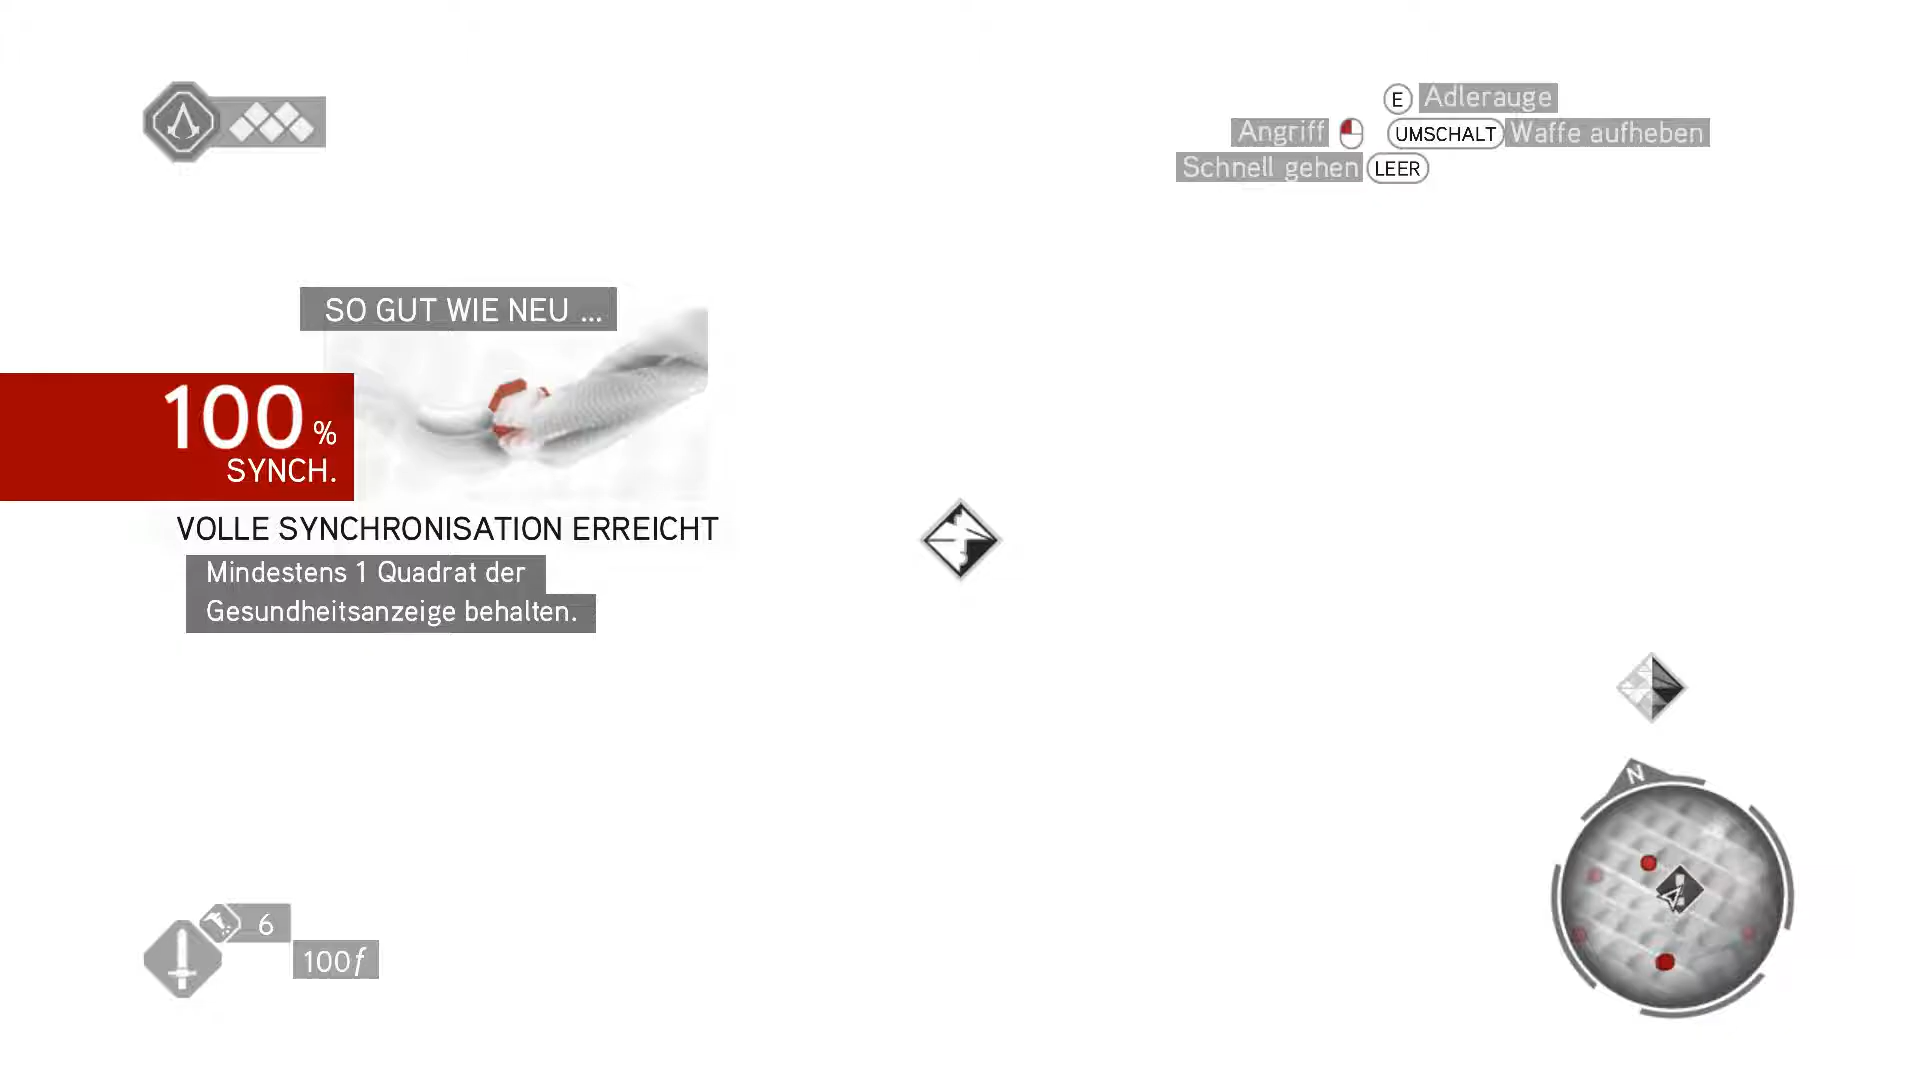 E Adlerauge
Angriff UMSCHALT Waffe aufheben
Schnell gehen LEER
SO GUT WIE NEU ...
100 %
SYNCH.
VOLLE SYNCHRONISATION ERREICHT
Mindestens 1 Quadrat der
Gesundheitsanzeige behalten.
N
6
100ƒ